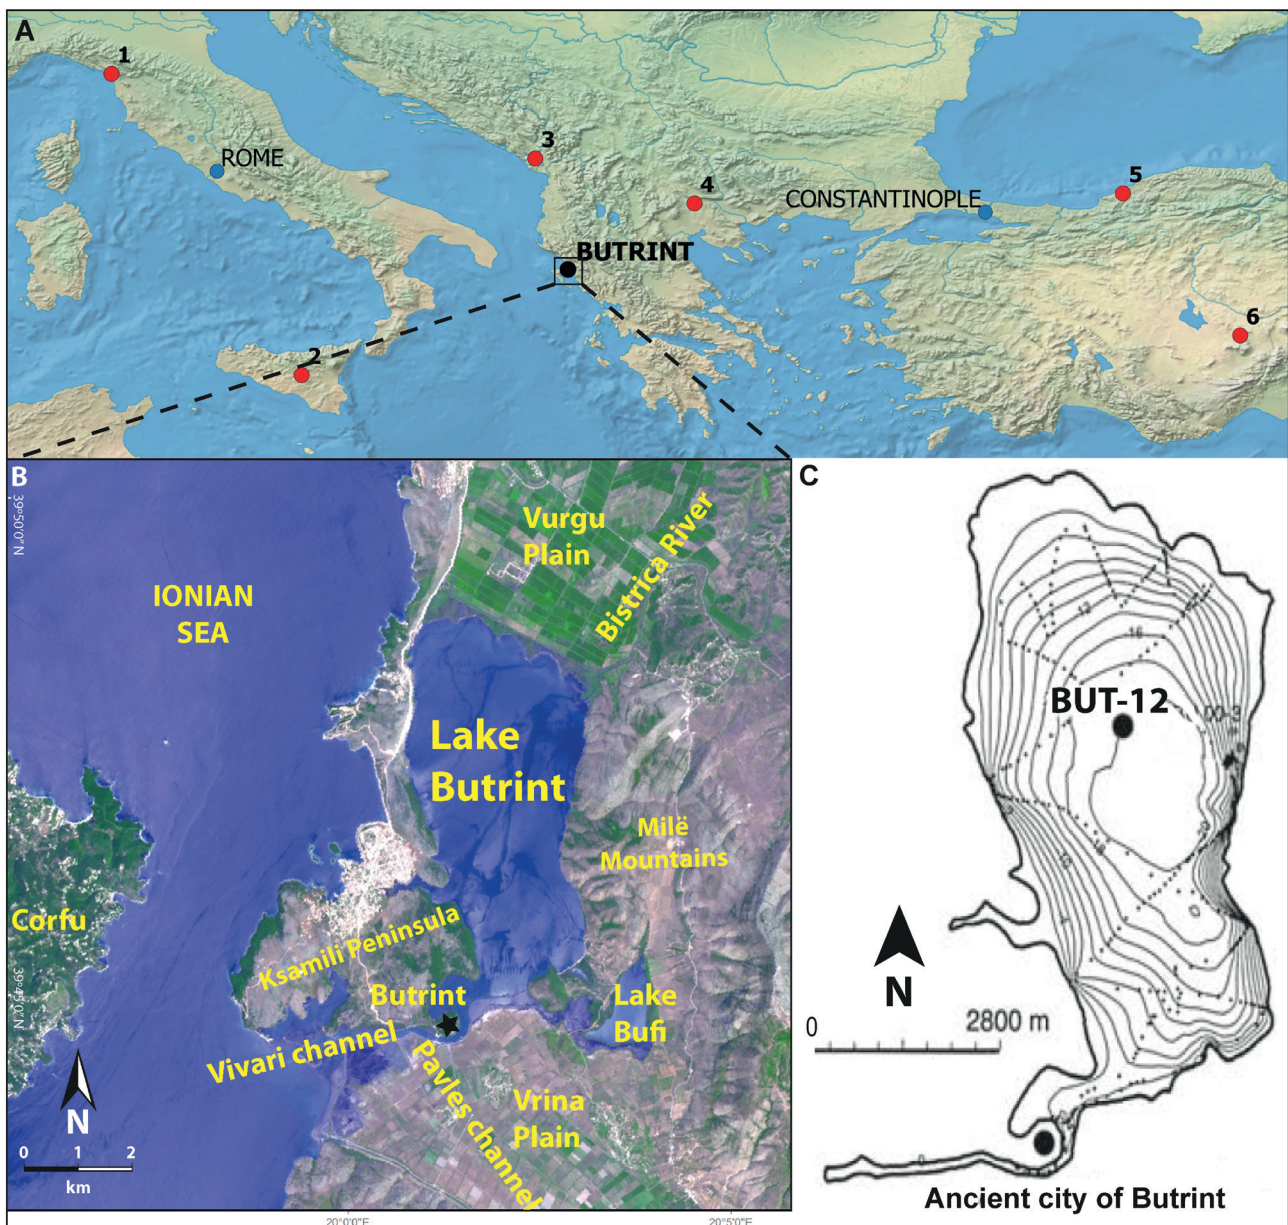 A
1
ROME
3
4
5
CONSTANTINOPLE
BUTRINT
6
2
B
39°50'0"N
Vurgu
Plain
Bistrica River
IONIAN
SEA
Lake
Butrint
Milë
Mountains
Corfu
Ksamili Peninsula
39°45'0"N
Butrint
Lake
Bufi
Vivari channel
Pavles channel
Vrina
Plain
N
0 1 2
km
20°0'0"E
20°5'0"E
C
12
16
BUT-12
N
0
2800 m
0
Ancient city of Butrint